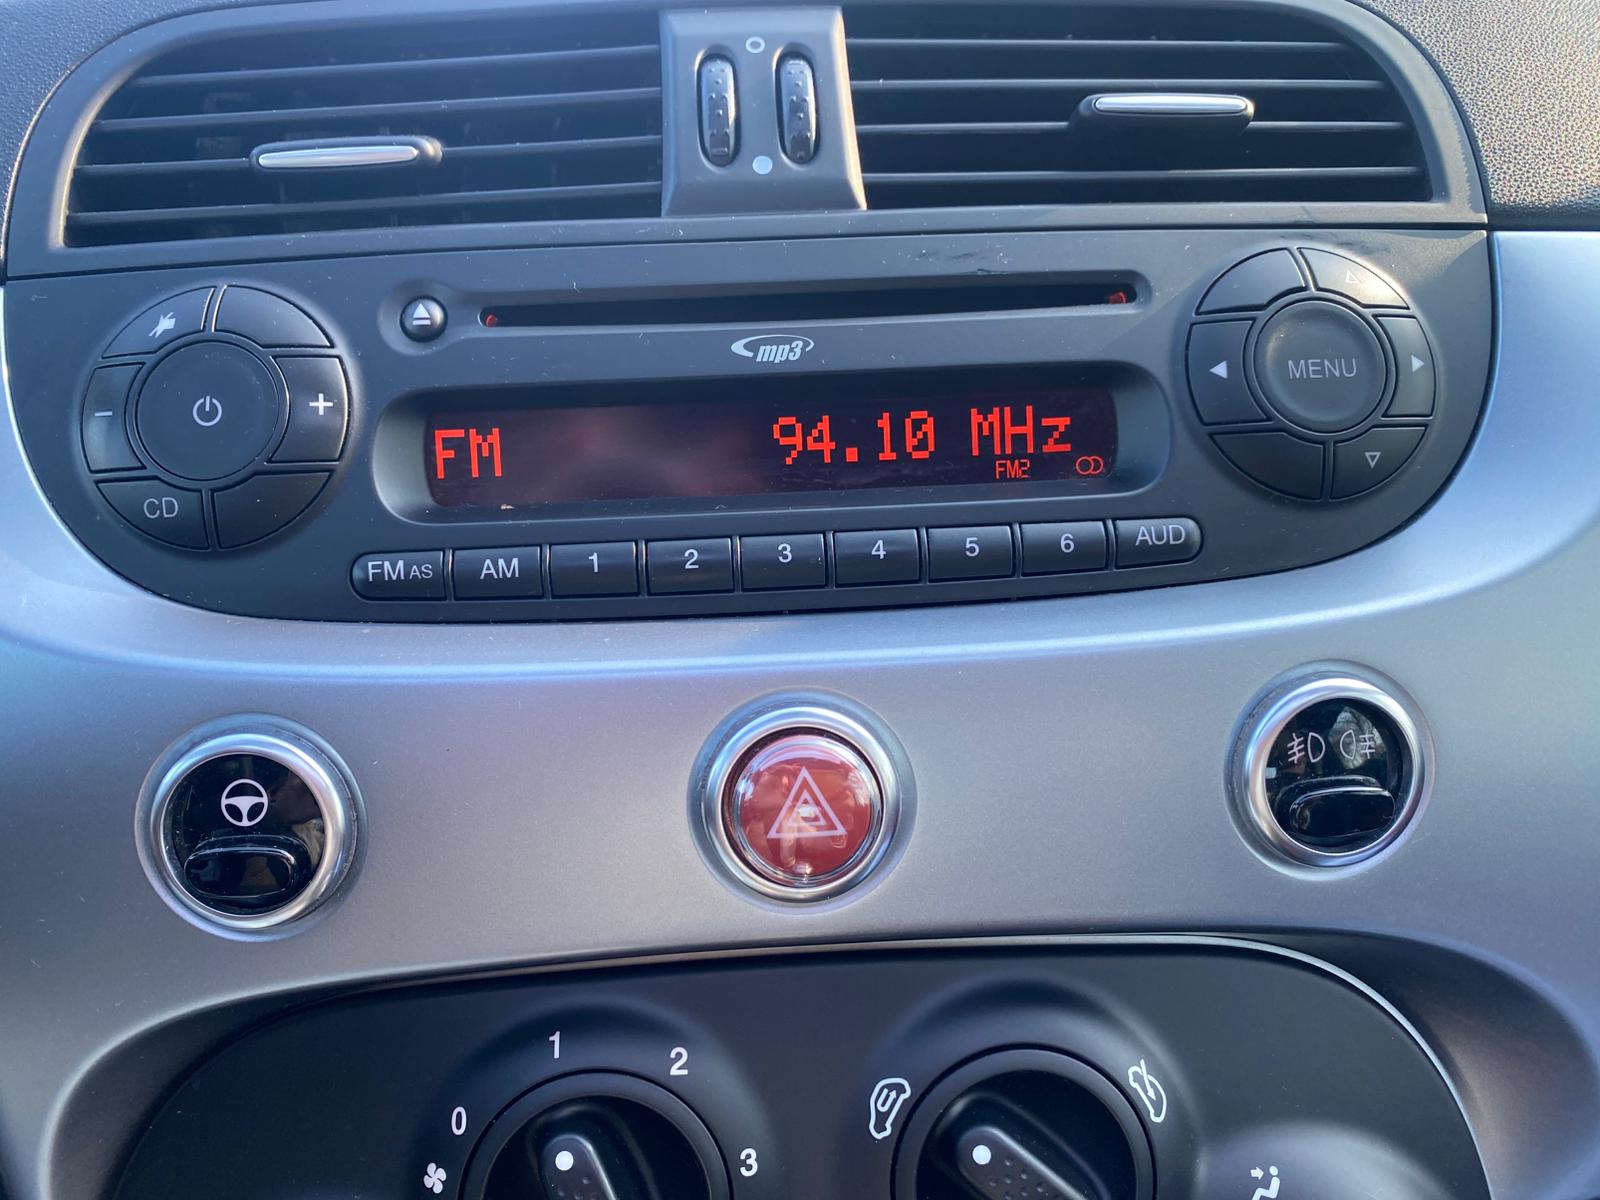 mp3
MENU
FM 94.10 MHz
FM2
CD
FM AS AM 1 2 3 4 5 6 AUD
1
2
0
3